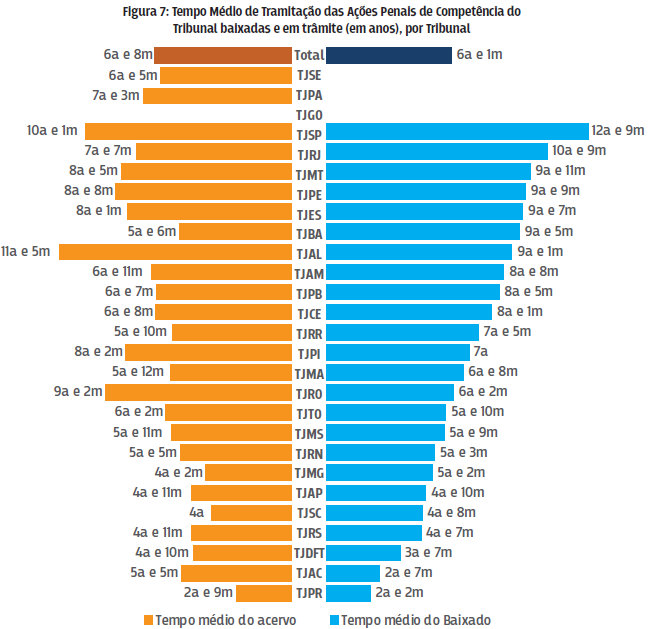 Figura 7: Tempo Médio de Tramitação das Ações Penais de Competência do
Tribunal baixadas e em trâmite (em anos), por Tribunal
6a e 8m Total 6a e 1m
6a e 5m TJSE
7a e 3m TJPA
TJGO
10a e 1m TJSP 12a e 9m
7a e 7m TJRJ 10a e 9m
8a e 5m TJMT 9a e 11m
8a e 8m TJPE 9a e 9m
8a e 1m TJES 9a e 7m
5a e 6m TJBA 9a e 5m
11a e 5m TJAL 9a e 1m
6a e 11m TJAM 8a e 8m
6a e 7m TJPB 8a e 5m
6a e 8m TJCE 8a e 1m
5a e 10m TJRR 7a e 5m
8a e 2m TJPI 7a
5a e 12m TJMA 6a e 8m
9a e 2m TJRO 6a e 2m
6a e 2m TJTO 5a e 10m
5a e 11m TJMS 5a e 9m
5a e 5m TJRN 5a e 3m
4a e 2m TJMG 5a e 2m
4a e 11m TJAP 4a e 10m
4a TJSC 4a e 8m
4a e 11m TJRS 4a e 7m
4a e 10m TJDFT 3a e 7m
5a e 5m TJAC 2a e 7m
2a e 9m TJPR 2a e 2m
Tempo médio do acervo Tempo médio do Baixado